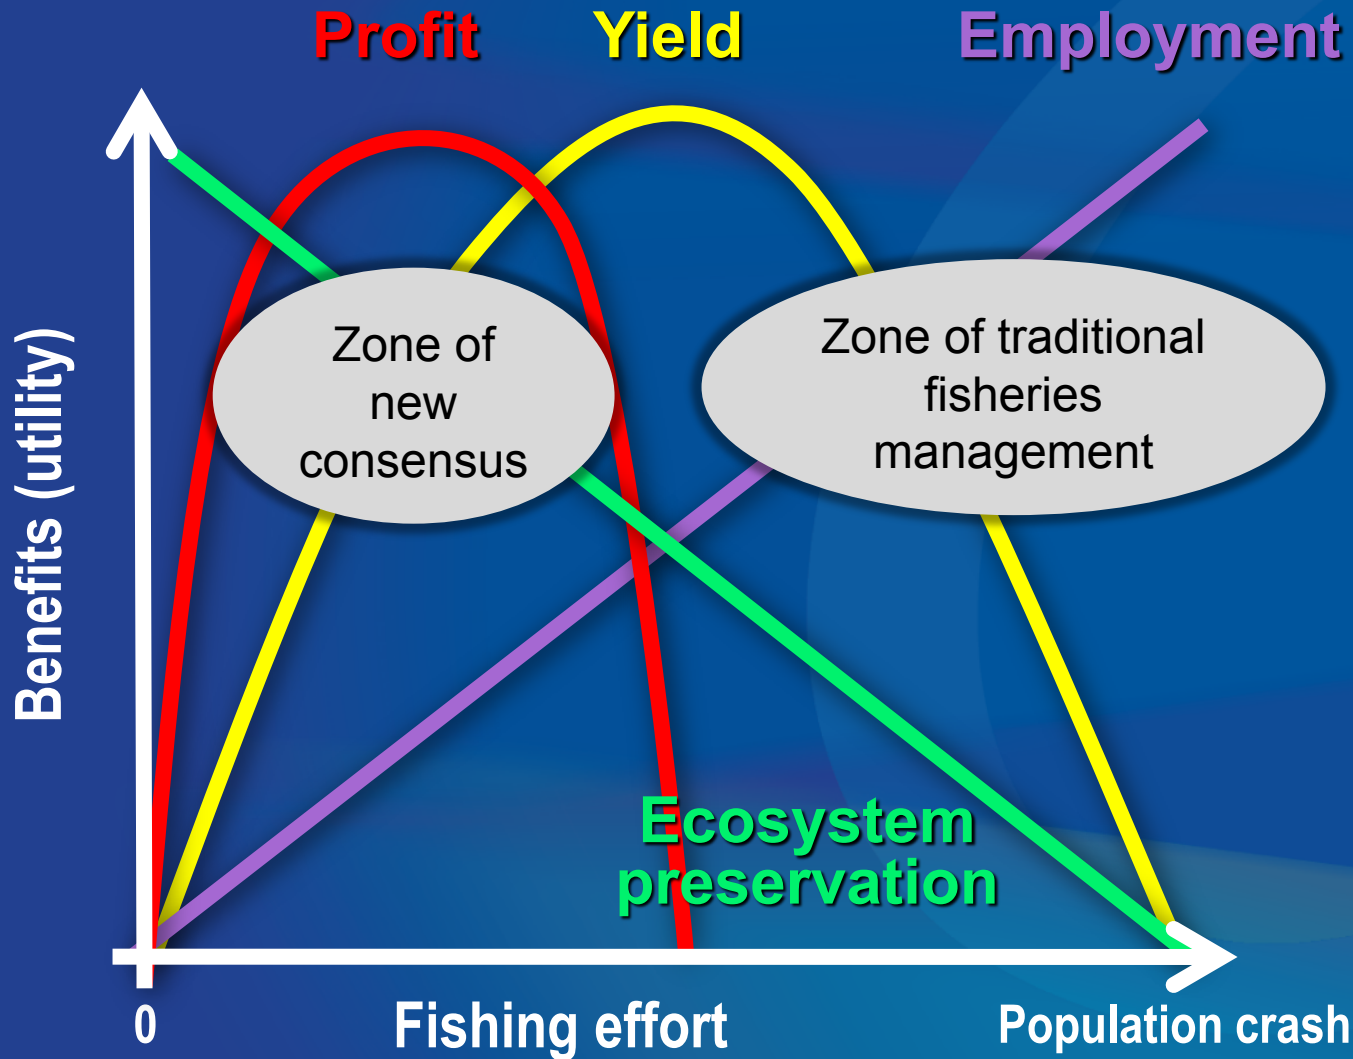 Profit Yield Employment
Benefits (utility)
Zone of
new
consensus
Zone of traditional
fisheries
management
Ecosystem
preservation
0 Fishing effort Population crash